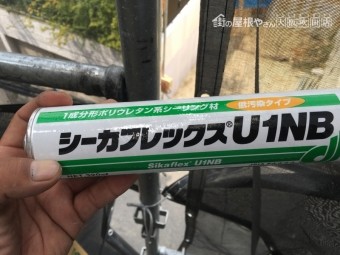 街の屋根やさん大阪阿南店
1成分形ポリウレタン系シーリング材
低汚染タイプ
シーカフレックス®U1NB
Sikaflex® U1NB